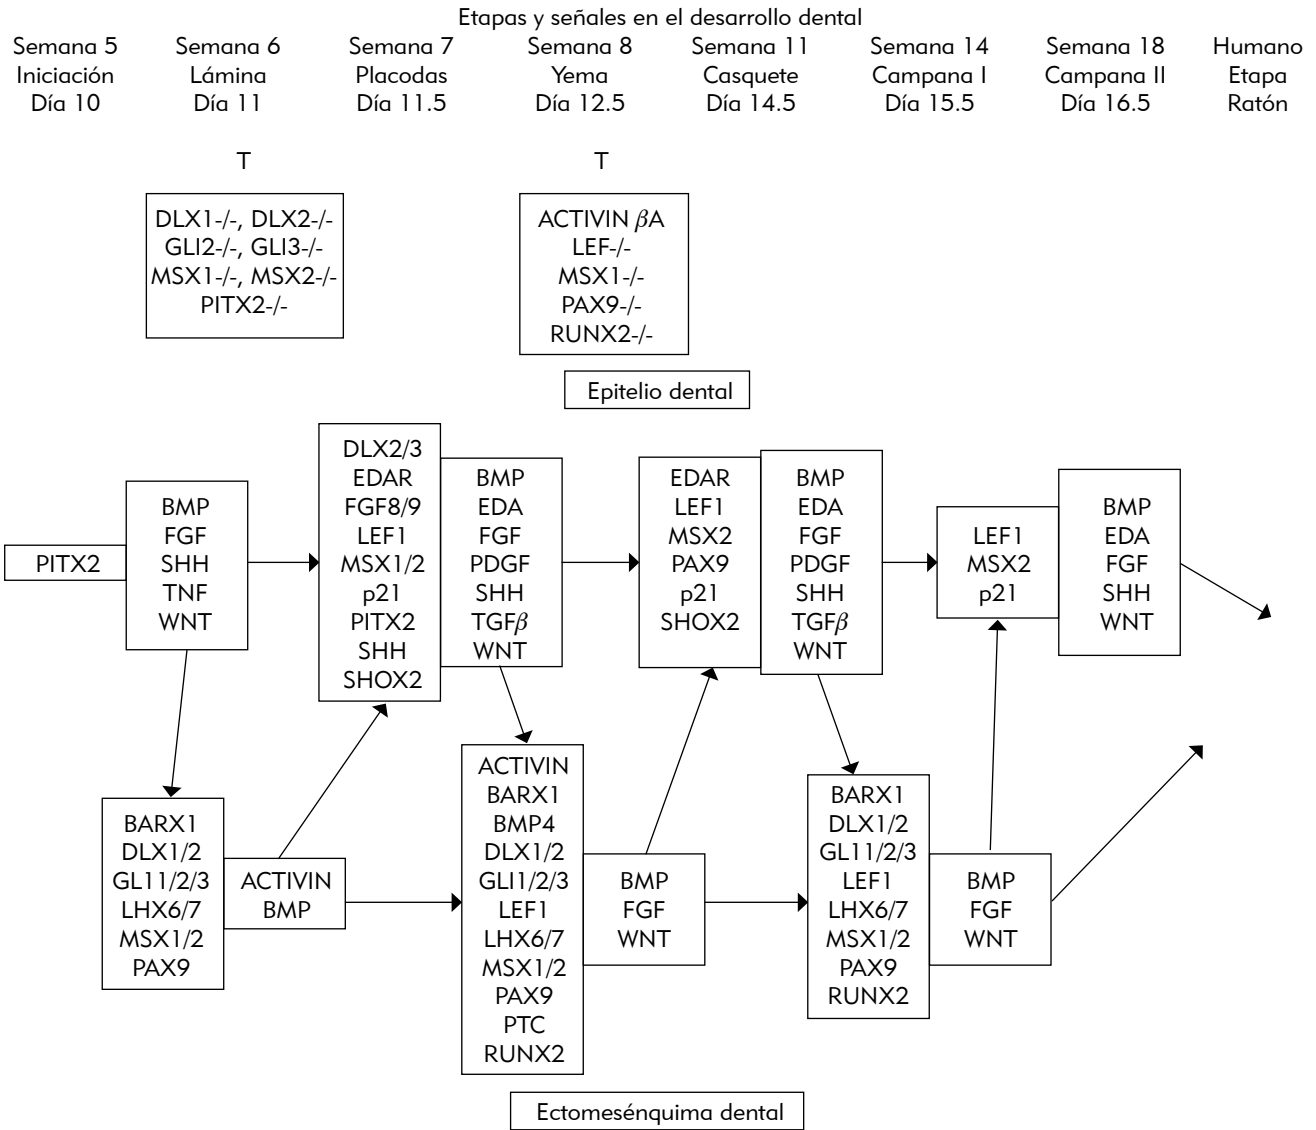 Etapas y señales en el desarrollo dental
Semana 5 Semana 6 Semana 7 Semana 8 Semana 11 Semana 14 Semana 18 Humano
Iniciación Lámina Placodas Yema Casquete Campana I Campana II Etapa
Día 10 Día 11 Día 11.5 Día 12.5 Día 14.5 Día 15.5 Día 16.5 Ratón
T T
DLX1-/-, DLX2-/-
GLI2-/-, GLI3-/-
MSX1-/-, MSX2-/-
PITX2-/-
ACTIVIN βA
LEF-/-
MSX1-/-
PAX9-/-
RUNX2-/-
Epitelio dental
PITX2
BMP
FGF
SHH
TNF
WNT
DLX2/3
EDAR
FGF8/9
LEF1
MSX1/2
p21
PITX2
SHH
SHOX2
BMP
EDA
FGF
PDGF
SHH
TGFβ
WNT
EDAR
LEF1
MSX2
PAX9
p21
SHOX2
BMP
EDA
FGF
PDGF
SHH
TGFβ
WNT
LEF1
MSX2
p21
BMP
EDA
FGF
SHH
WNT
BARX1
DLX1/2
GL11/2/3
LHX6/7
MSX1/2
PAX9
ACTIVIN
BMP
ACTIVIN
BARX1
BMP4
DLX1/2
GLI1/2/3
LEF1
LHX6/7
MSX1/2
PAX9
PTC
RUNX2
BMP
FGF
WNT
BARX1
DLX1/2
GL11/2/3
LEF1
LHX6/7
MSX1/2
PAX9
RUNX2
BMP
FGF
WNT
Ectomesénquima dental